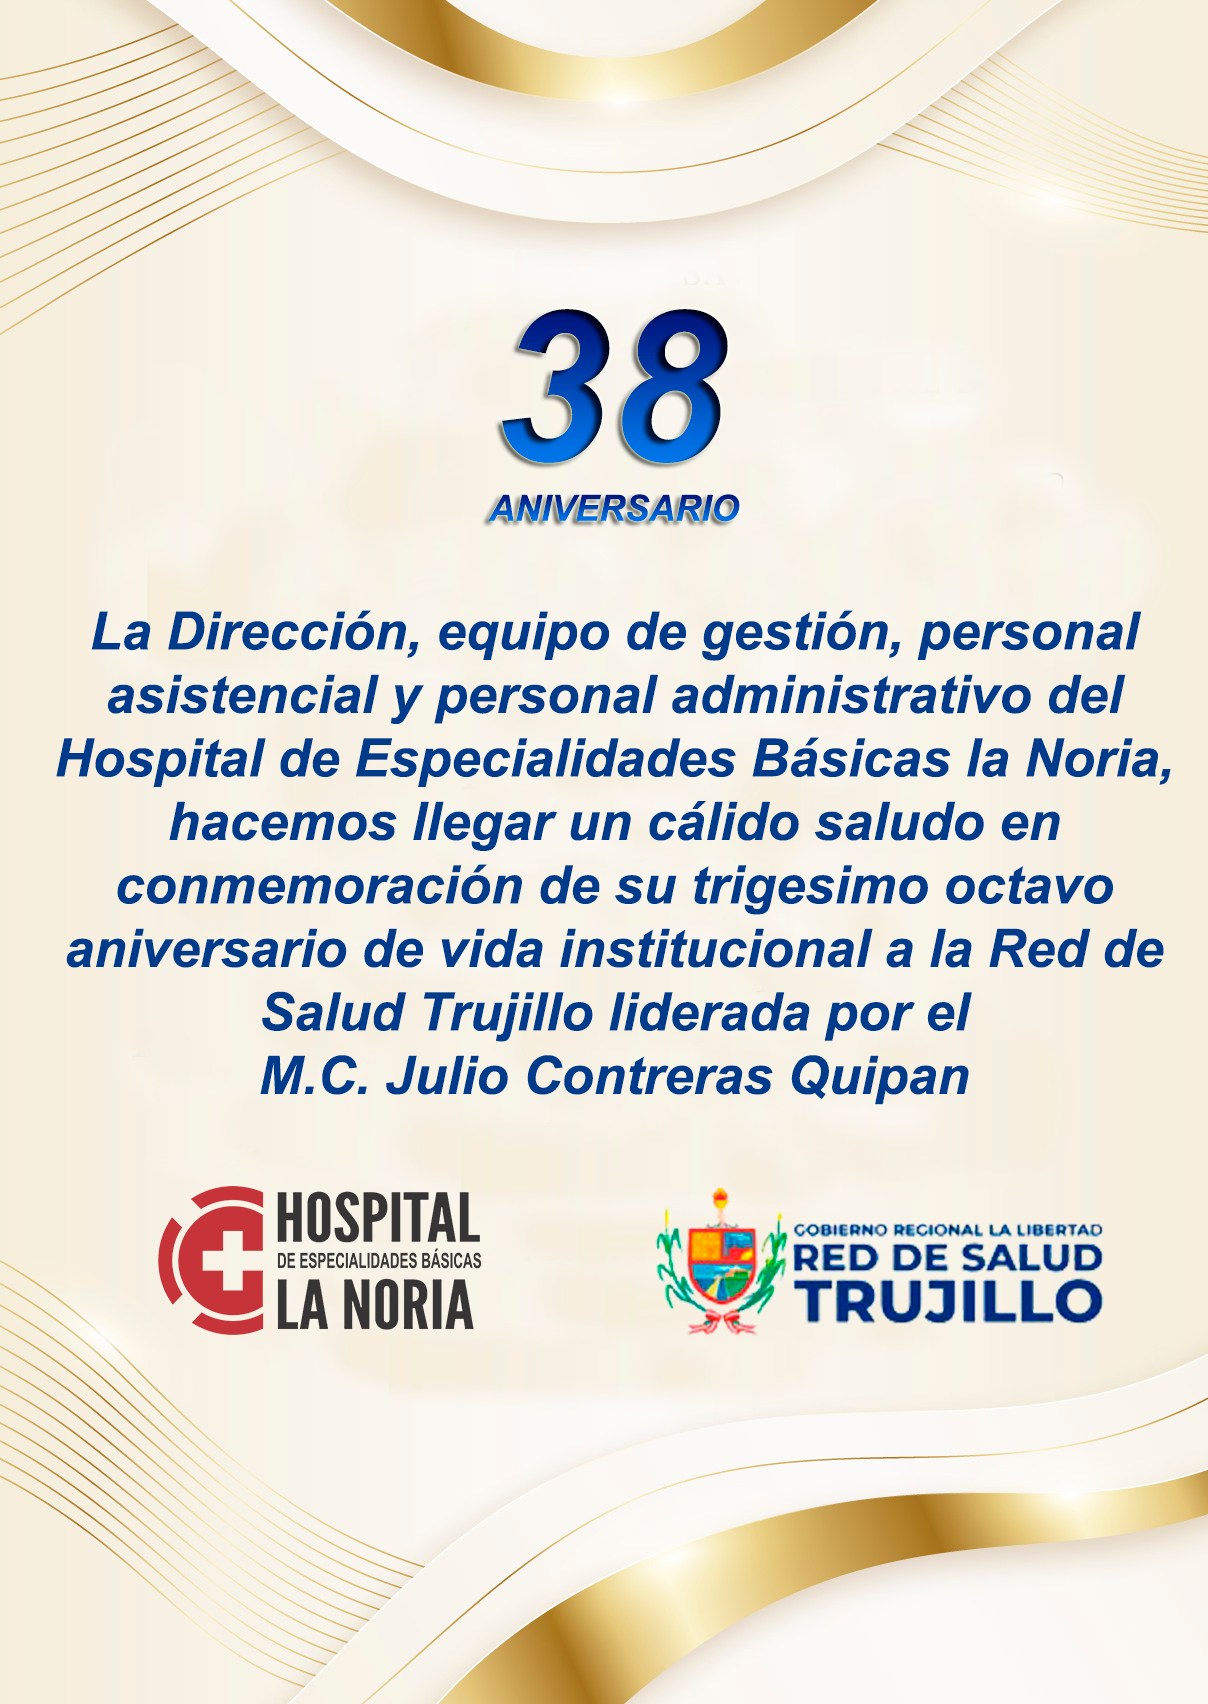 38
ANIVERSARIO
La Dirección, equipo de gestión, personal
asistencial y personal administrativo del
Hospital de Especialidades Básicas la Noria,
hacemos llegar un cálido saludo en
conmemoración de su trigesimo octavo
aniversario de vida institucional a la Red de
Salud Trujillo liderada por el
M.C. Julio Contreras Quipan
HOSPITAL
DE ESPECIALIDADES BÁSICAS
LA NORIA
GOBIERNO REGIONAL LA LIBERTAD
RED DE SALUD
TRUJILLO